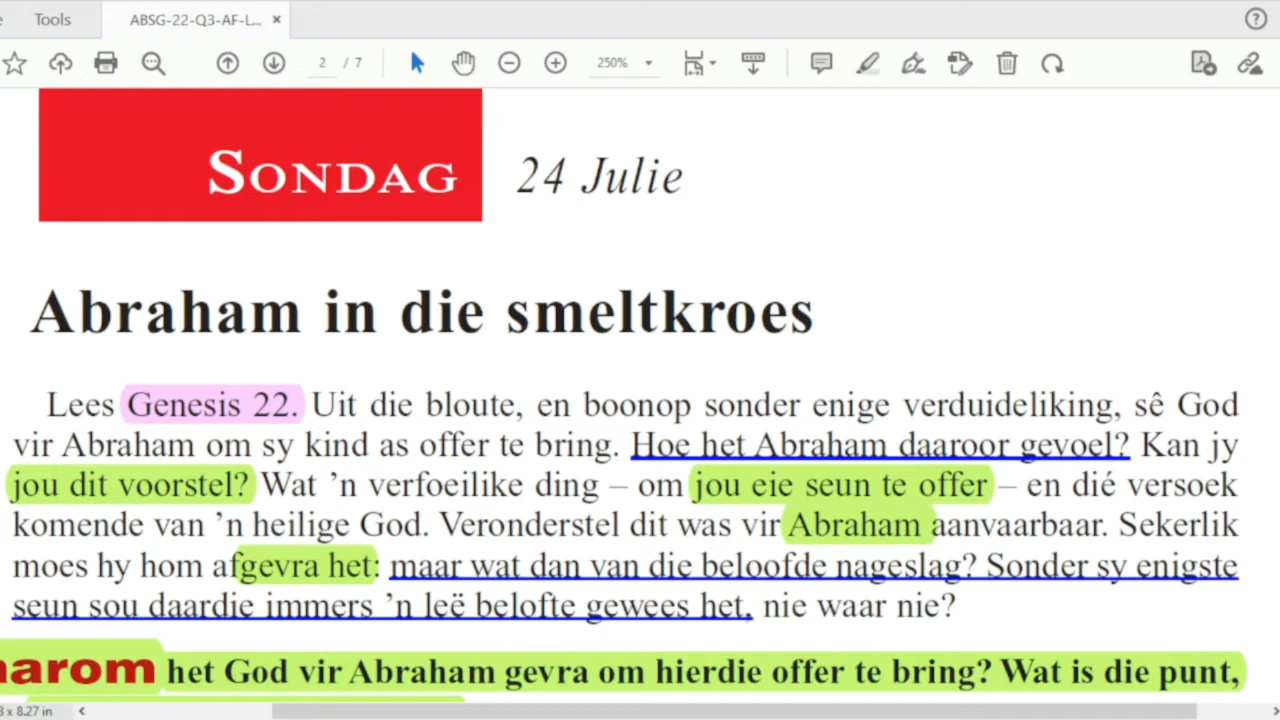 Tools ABSG-22-Q3-AF-L... ×
2 / 7 250%
SONDAG 24 Julie
Abraham in die smeltkroes
Lees Genesis 22. Uit die bloute, en boonop sonder enige verduideliking, sê God
vir Abraham om sy kind as offer te bring. Hoe het Abraham daaroor gevoel? Kan jy
jou dit voorstel? Wat ’n verfoeilike ding – om jou eie seun te offer – en dié versoek
komende van ’n heilige God. Veronderstel dit was vir Abraham aanvaarbaar. Sekerlik
moes hy hom afgevra het: maar wat dan van die beloofde nageslag? Sonder sy enigste
seun sou daardie immers ’n leë belofte gewees het, nie waar nie?
arom het God vir Abraham gevra om hierdie offer te bring? Wat is die punt,
x 8.27 in